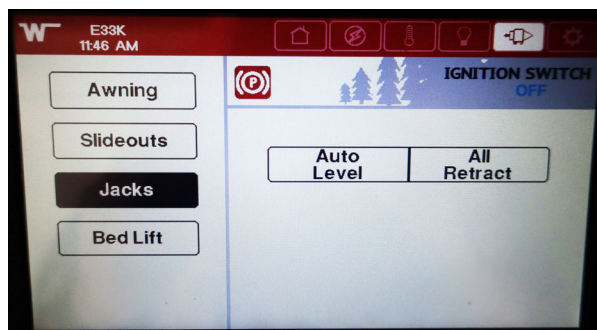 W
E33K
11:46 AM
Awning
Slideouts
Jacks
Bed Lift
(P)
IGNITION SWITCH
OFF
Auto
Level
All
Retract